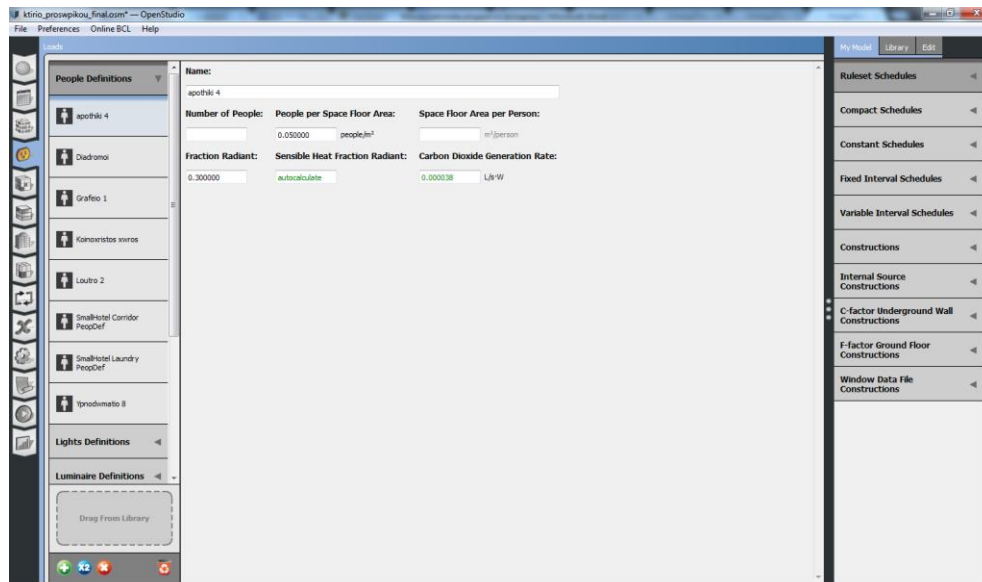 ktirio_proswpikou_final.osm* — OpenStudio
File Preferences Online BCL Help
Loads
My Model Library Edit
People Definitions
apothiki 4
Diadromoi
Grafeio 1
Koinoxristos xwros
Loutro 2
SmallHotel Corridor
PeopDef
SmallHotel Laundry
PeopDef
Ypnodwmatio 8
Lights Definitions
Luminaire Definitions
Drag From Library
x2
Name:
apothiki 4
Number of People: People per Space Floor Area: Space Floor Area per Person:
0.050000 people/m² m²/person
Fraction Radiant: Sensible Heat Fraction Radiant: Carbon Dioxide Generation Rate:
0.300000 autocalculate 0.000038 L/s·W
Ruleset Schedules
Compact Schedules
Constant Schedules
Fixed Interval Schedules
Variable Interval Schedules
Constructions
Internal Source
Constructions
C-factor Underground Wall
Constructions
F-factor Ground Floor
Constructions
Window Data File
Constructions